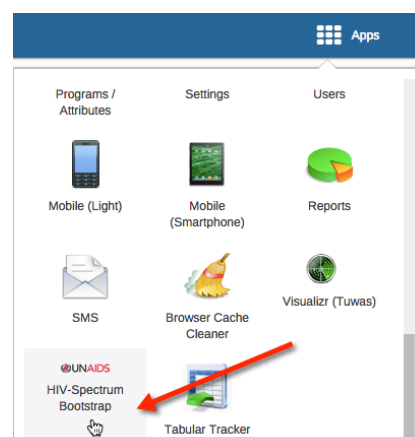 Apps
Programs /
Attributes
Settings
Users
Mobile (Light)
Mobile
(Smartphone)
Reports
SMS
Browser Cache
Cleaner
Visualizr (Tuwas)
UNAIDS
HIV-Spectrum
Bootstrap
Tabular Tracker